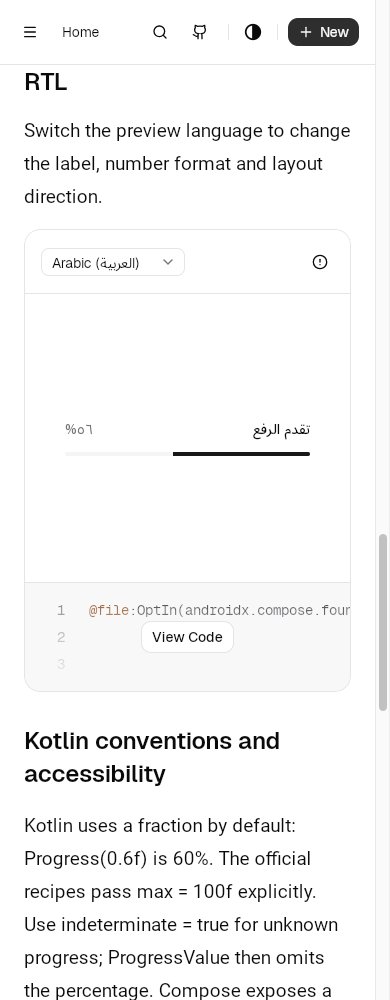 Home
New
RTL
Switch the preview language to change
the label, number format and layout
direction.
Arabic (العربية)
تقدم الرفع
%٥٦
1 @file:OptIn(androidx.compose.four
2
View Code
3
Kotlin conventions and
accessibility
Kotlin uses a fraction by default:
Progress(0.6f) is 60%. The official
recipes pass max = 100f explicitly.
Use indeterminate = true for unknown
progress; ProgressValue then omits
the percentage. Compose exposes a